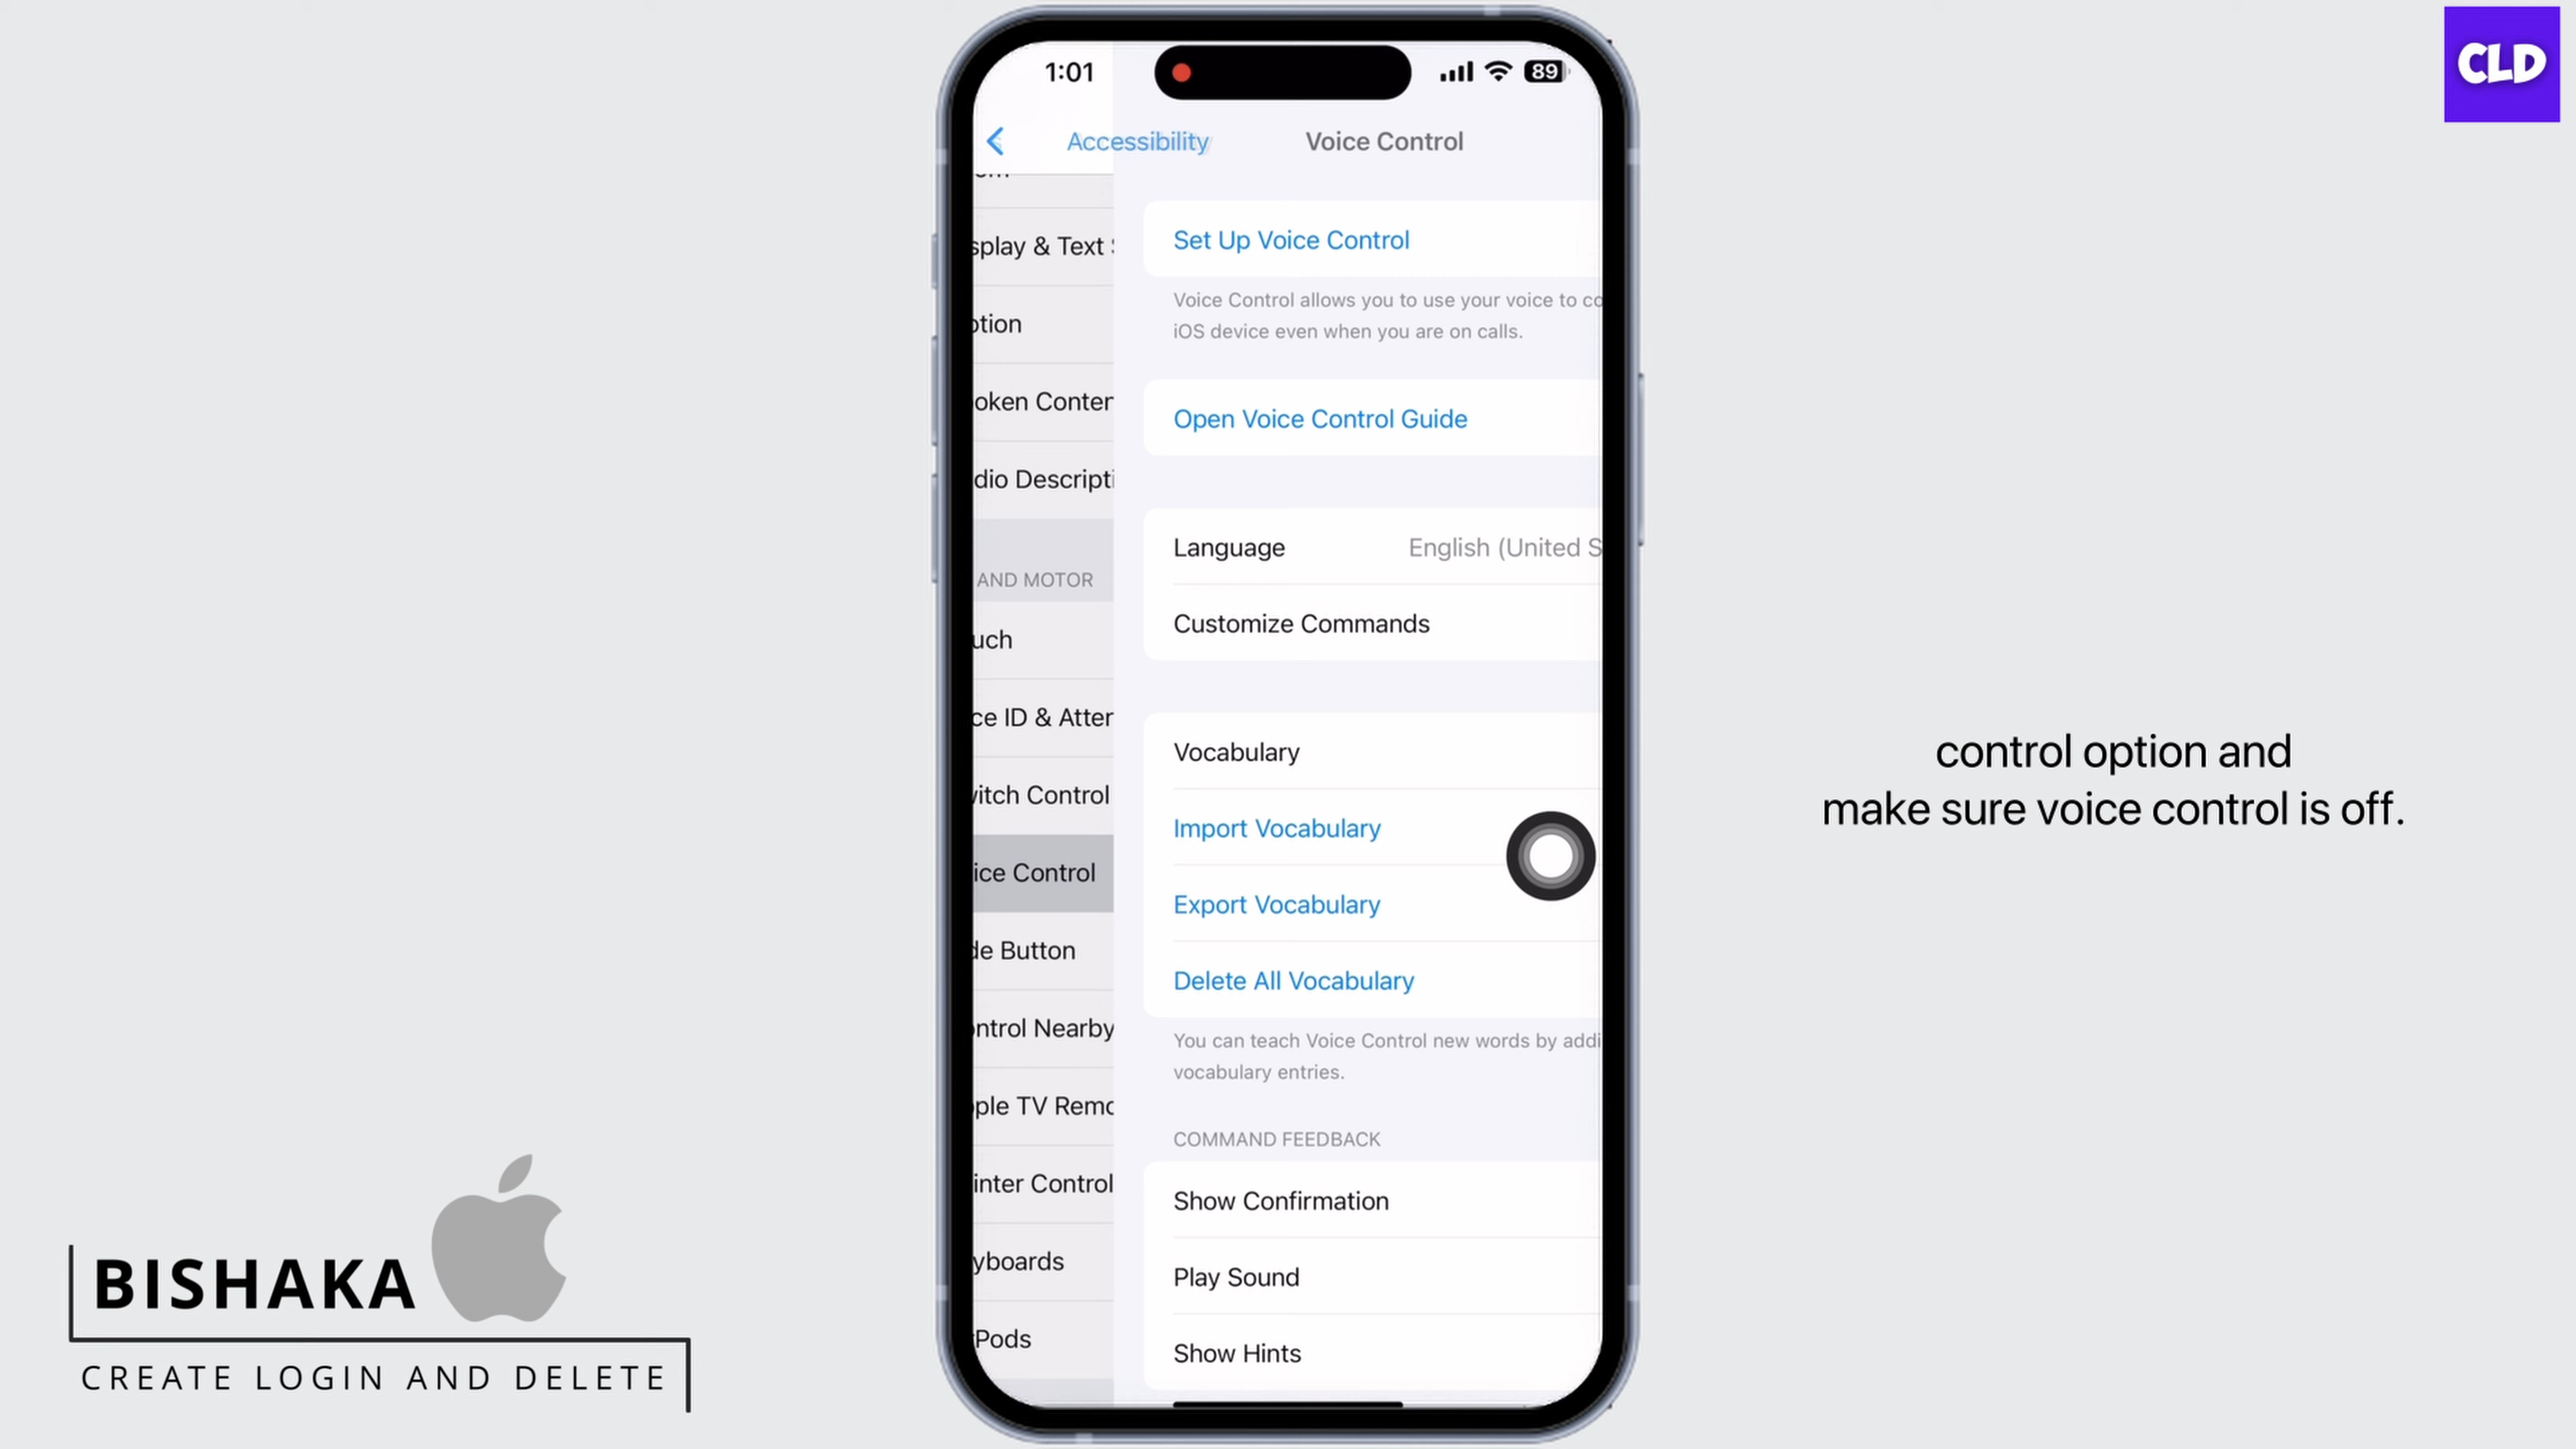 CLD
1:01
89
Accessibility
Voice Control
splay & Text
otion
oken Conten
dio Descripti
AND MOTOR
uch
ce ID & Atten
witch Control
ice Control
de Button
ontrol Nearby
ple TV Remo
inter Control
yboards
Pods
Set Up Voice Control
Voice Control allows you to use your voice to co
iOS device even when you are on calls.
Open Voice Control Guide
Language English (United S
Customize Commands
Vocabulary
Import Vocabulary
Export Vocabulary
Delete All Vocabulary
You can teach Voice Control new words by addi
vocabulary entries.
COMMAND FEEDBACK
Show Confirmation
Play Sound
Show Hints
control option and
make sure voice control is off.
BISHAKA
CREATE LOGIN AND DELETE